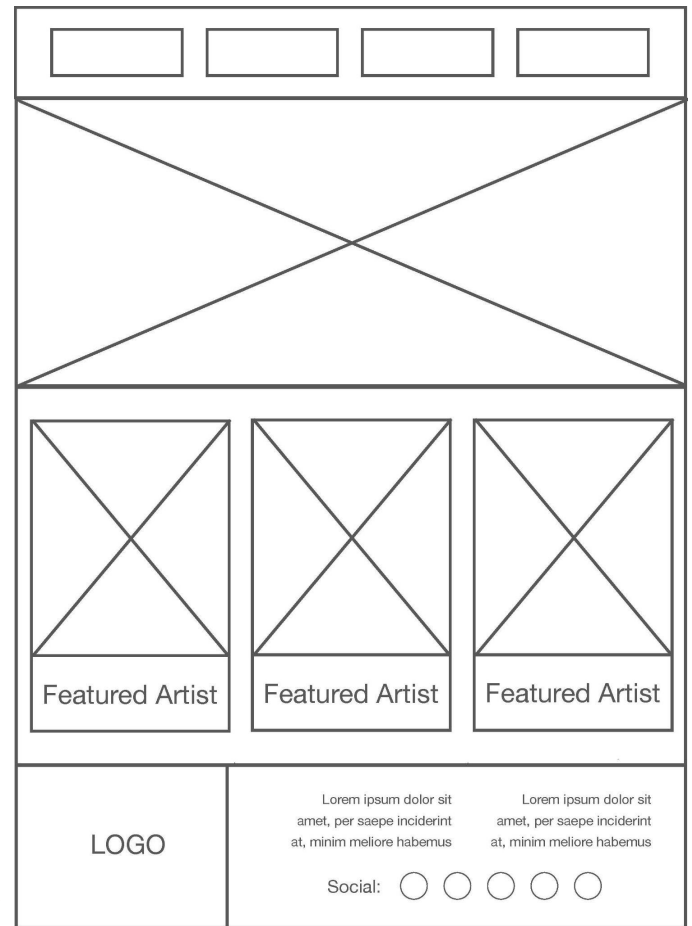 Featured Artist
Featured Artist
Featured Artist
LOGO
Lorem ipsum dolor sit
amet, per saepe inciderint
at, minim meliore habemus
Lorem ipsum dolor sit
amet, per saepe inciderint
at, minim meliore habemus
Social: